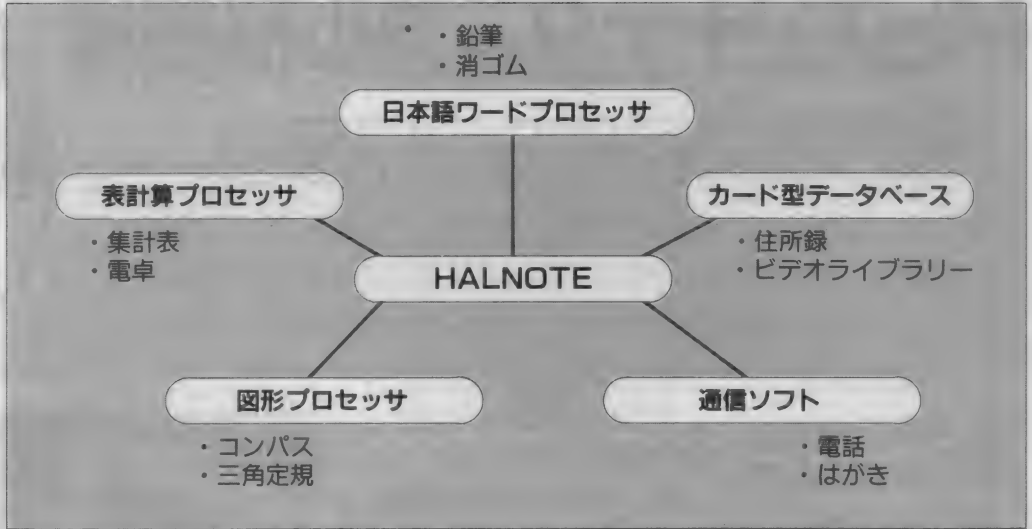 ・鉛筆
・消ゴム
日本語ワードプロセッサ
表計算プロセッサ
・集計表
・電卓
カード型データベース
・住所録
・ビデオライブラリー
HALNOTE
図形プロセッサ
・コンパス
・三角定規
通信ソフト
・電話
・はがき